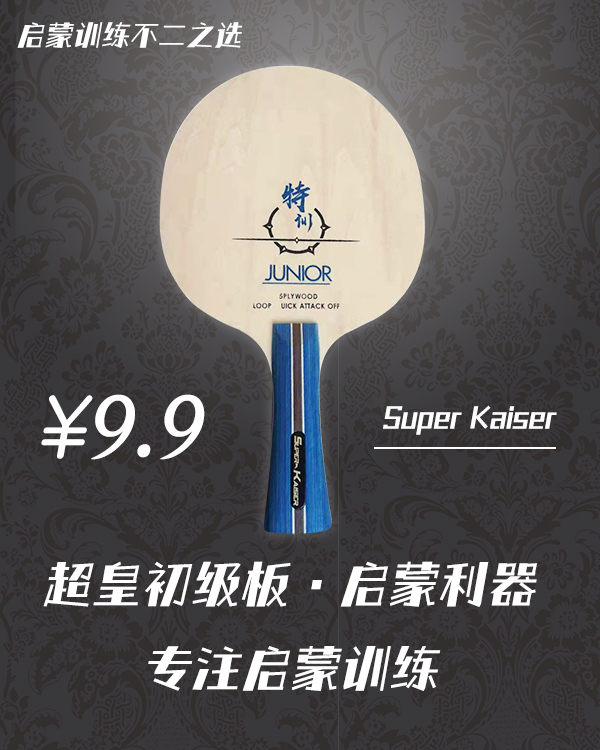 启蒙训练不二之选
特训
JUNIOR
5PLYWOOD
LOOP UICK ATTACK OFF
SUPER KAISER
¥9.9
Super Kaiser
超皇初级板·启蒙利器
专注启蒙训练